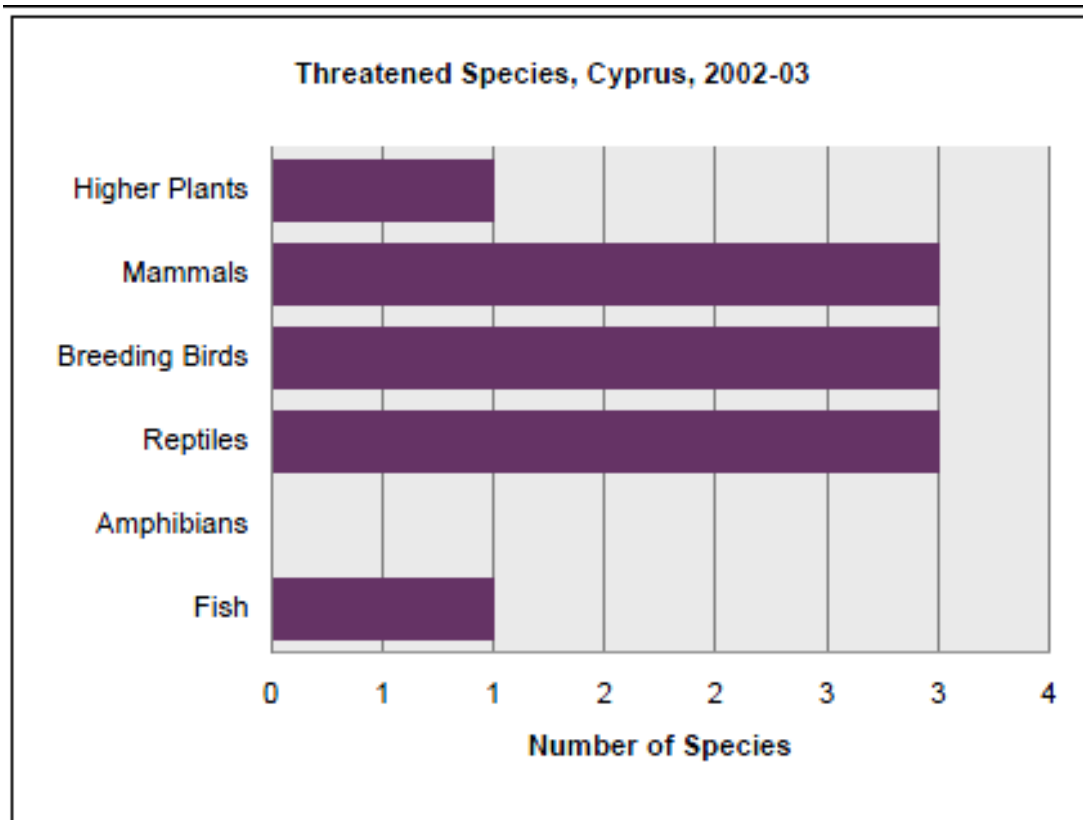 Threatened Species, Cyprus, 2002-03
Higher Plants
Mammals
Breeding Birds
Reptiles
Amphibians
Fish
0 1 1 2 2 3 3 4
Number of Species